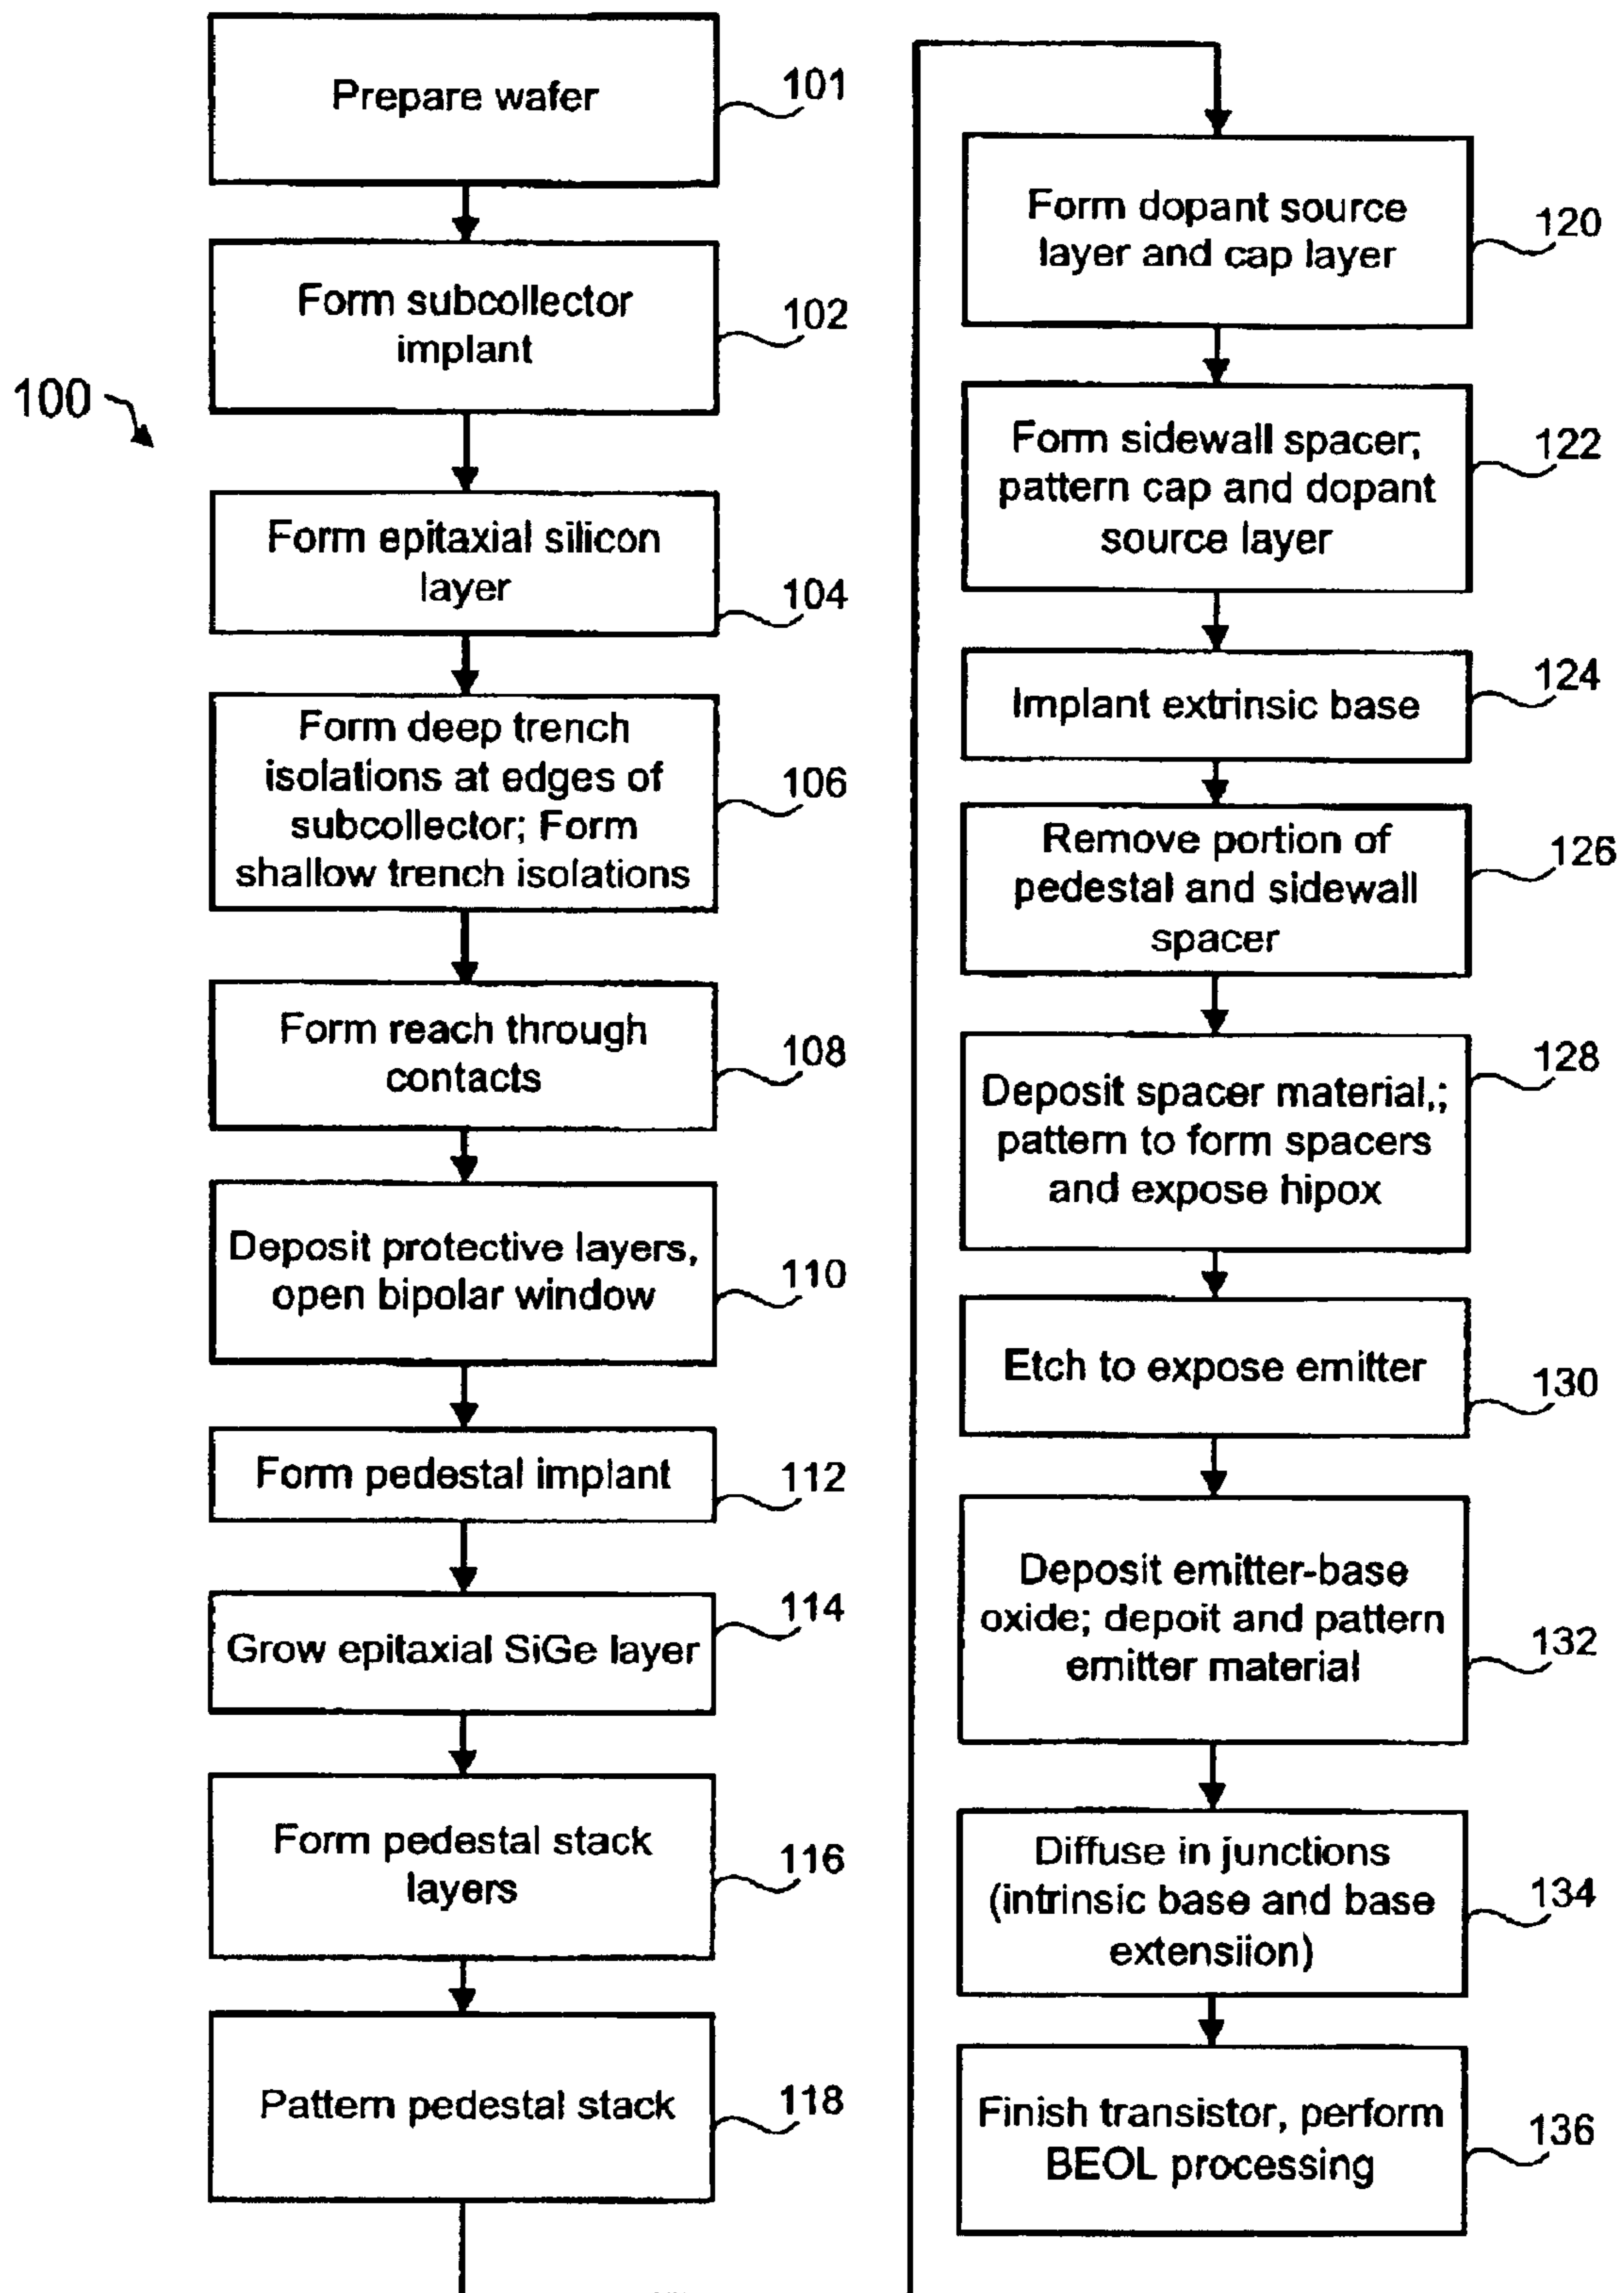 Prepare wafer
101
Form subcollector
implant
102
100
Form epitaxial silicon
layer
104
Form deep trench
isolations at edges of
subcollector; Form
shallow trench isolations
106
Form reach through
contacts
108
Deposit protective layers,
open bipolar window
110
Form pedestal implant
112
Grow epitaxial SiGe layer
114
Form pedestal stack
layers
116
Pattern pedestal stack
118
Form dopant source
layer and cap layer
120
Form sidewall spacer;
pattern cap and dopant
source layer
122
Implant extrinsic base
124
Remove portion of
pedestal and sidewall
spacer
126
Deposit spacer material,;
pattern to form spacers
and expose hipox
128
Etch to expose emitter
130
Deposit emitter-base
oxide; depoit and pattern
emitter material
132
Diffuse in junctions
(intrinsic base and base
extensiion)
134
Finish transistor, perform
BEOL processing
136